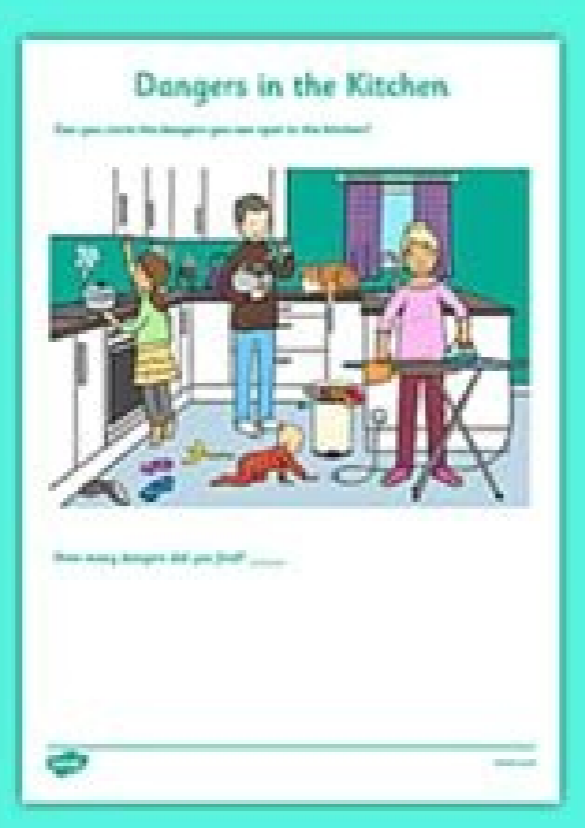 Dangers in the Kitchen
Can you circle the dangers you can spot in the kitchen?
How many dangers did you find? _____